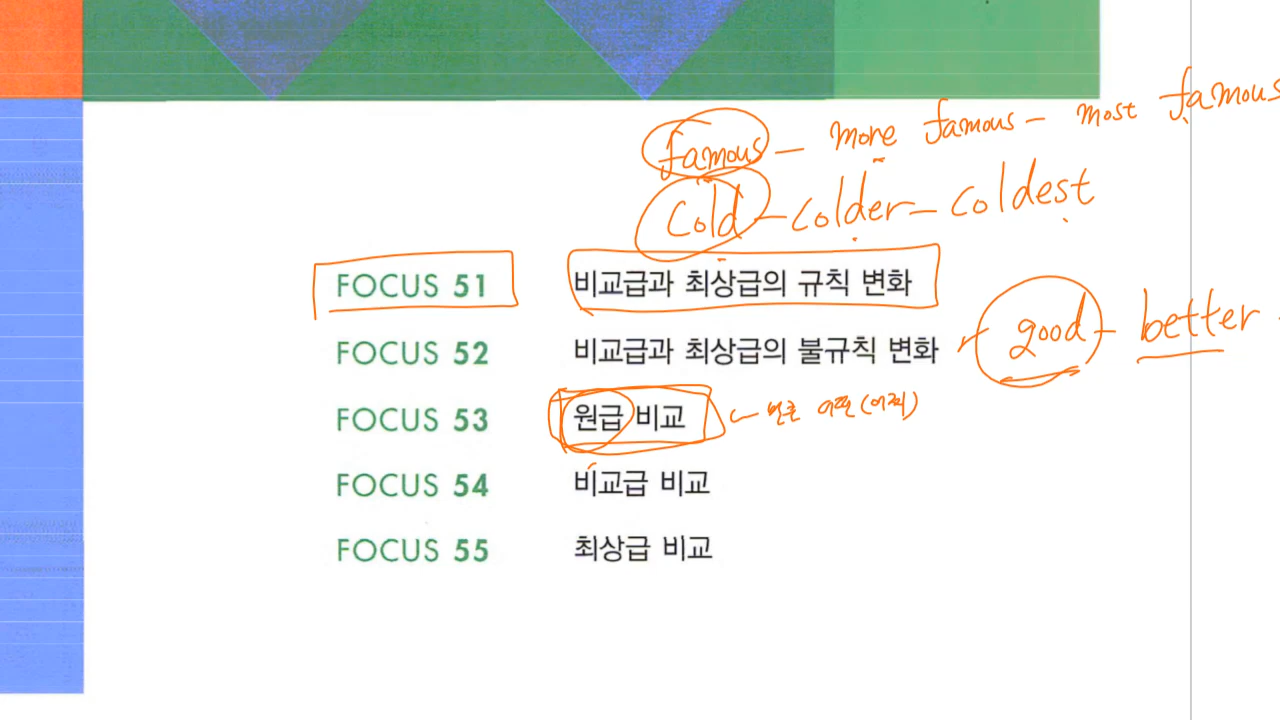 famous – more famous – most famous
cold – colder – coldest
FOCUS 51 비교급과 최상급의 규칙 변화
FOCUS 52 비교급과 최상급의 불규칙 변화 good – better
FOCUS 53 원급 비교
FOCUS 54 비교급 비교
FOCUS 55 최상급 비교